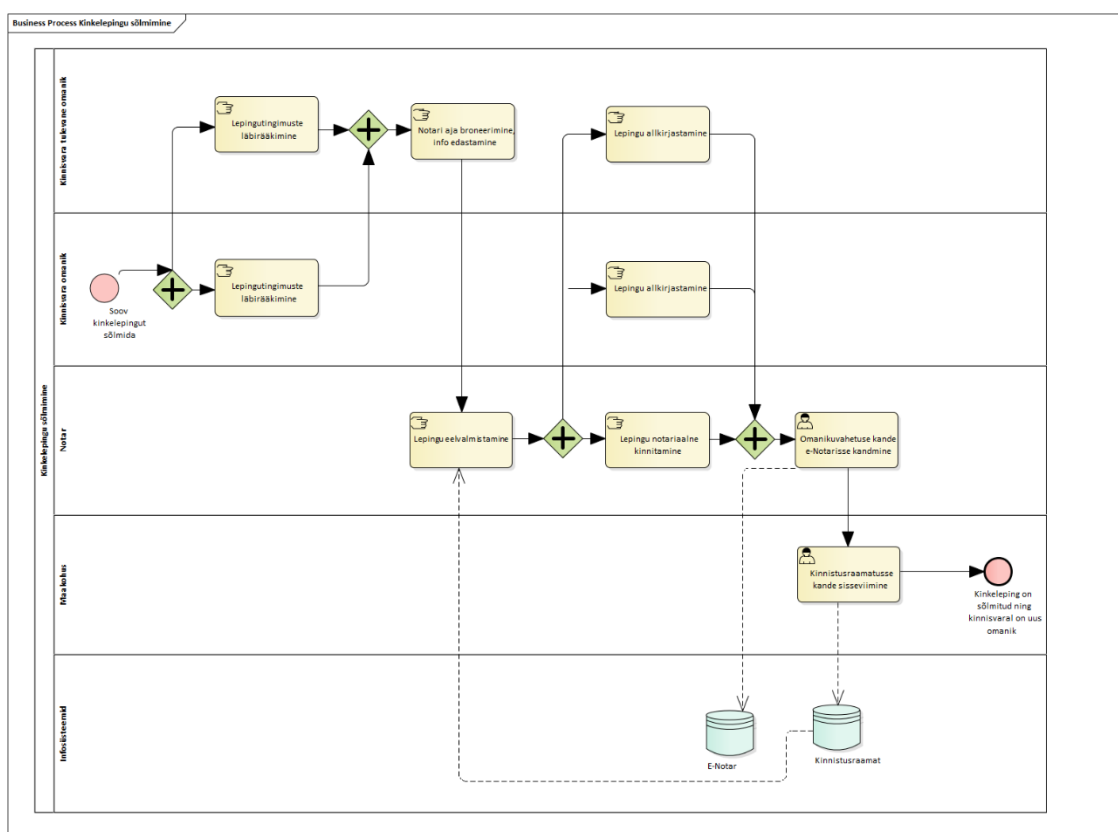 Business Process Kinkelepingu sõlmimine
Kinkelepingu sõlmimine
Kinnisvara tulevane omanik
Lepingutingimuste
läbirääkimine
Notari aja broneerimine,
info edastamine
Lepingu allkirjastamine
Kinnisvara omanik
Soov
kinkelepingut
sõlmida
Lepingutingimuste
läbirääkimine
Lepingu allkirjastamine
Notar
Lepingu eelvalmistamine
Lepingu notariaalne
kinnitamine
Omanikuvahetuse kande
e-Notarisse kandmine
Maakohus
Kinnistusraamatusse
kande sisseviimine
Kinkeleping on
sõlmitud ning
kinnisvaral on uus
omanik
Infosüsteemid
E-Notar
Kinnistusraamat